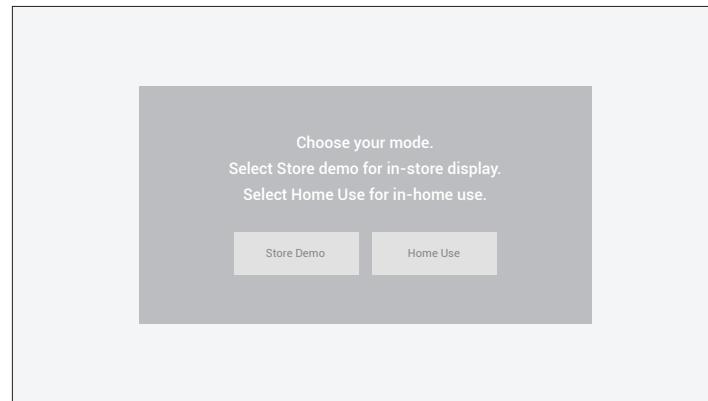 Choose your mode.
Select Store demo for in-store display.
Select Home Use for in-home use.
Store Demo
Home Use